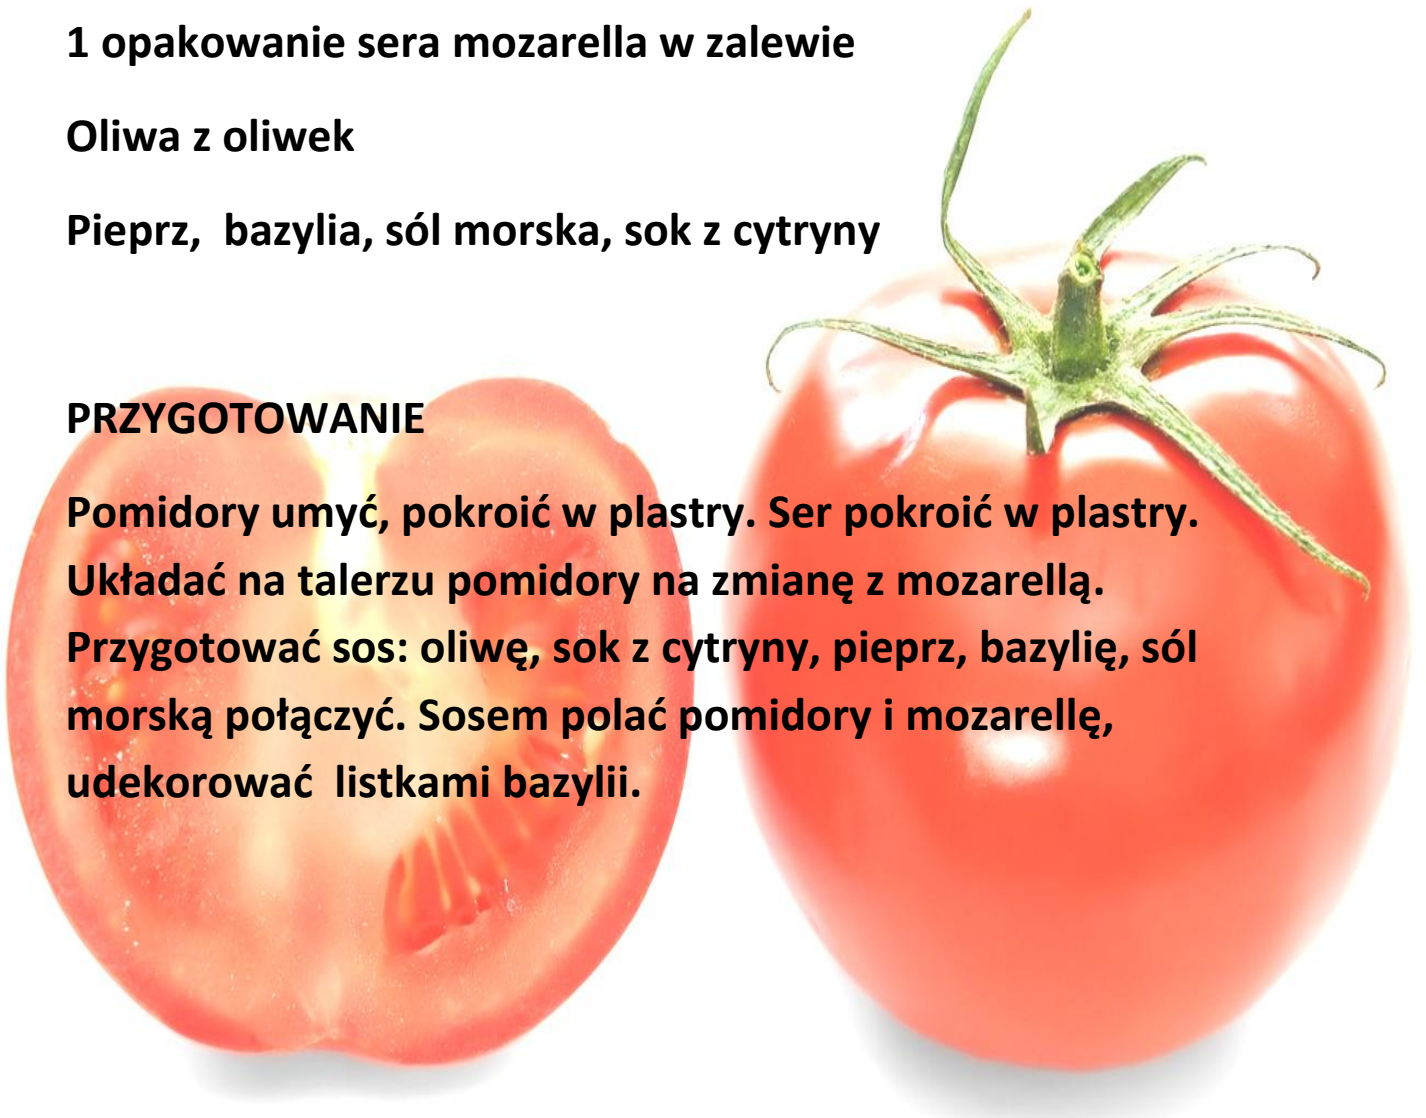 1 opakowanie sera mozarella w zalewie
Oliwa z oliwek
Pieprz,  bazylia, sól morska, sok z cytryny
PRZYGOTOWANIE
Pomidory umyć, pokroić w plastry. Ser pokroić w plastry.
Układać na talerzu pomidory na zmianę z mozarellą.
Przygotować sos: oliwę, sok z cytryny, pieprz, bazylię, sól
morską połączyć. Sosem polać pomidory i mozarellę,
udekorować  listkami bazylii.